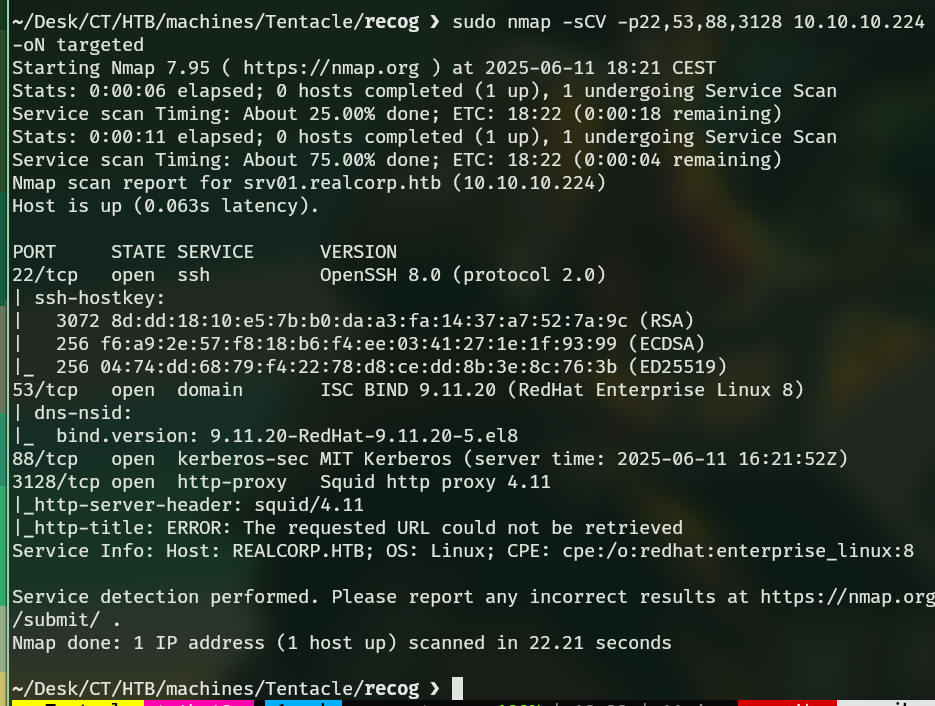 ~/Desk/CT/HTB/machines/Tentacle/recog ❯ sudo nmap -sCV -p22,53,88,3128 10.10.10.224
-oN targeted
Starting Nmap 7.95 ( https://nmap.org ) at 2025-06-11 18:21 CEST
Stats: 0:00:06 elapsed; 0 hosts completed (1 up), 1 undergoing Service Scan
Service scan Timing: About 25.00% done; ETC: 18:22 (0:00:18 remaining)
Stats: 0:00:11 elapsed; 0 hosts completed (1 up), 1 undergoing Service Scan
Service scan Timing: About 75.00% done; ETC: 18:22 (0:00:04 remaining)
Nmap scan report for srv01.realcorp.htb (10.10.10.224)
Host is up (0.063s latency).
PORT     STATE SERVICE      VERSION
22/tcp   open  ssh          OpenSSH 8.0 (protocol 2.0)
| ssh-hostkey:
|   3072 8d:dd:18:10:e5:7b:b0:da:a3:fa:14:37:a7:52:7a:9c (RSA)
|   256 f6:a9:2e:57:f8:18:b6:f4:ee:03:41:27:1e:1f:93:99 (ECDSA)
|_  256 04:74:dd:68:79:f4:22:78:d8:ce:dd:8b:3e:8c:76:3b (ED25519)
53/tcp   open  domain       ISC BIND 9.11.20 (RedHat Enterprise Linux 8)
| dns-nsid:
|_  bind.version: 9.11.20-RedHat-9.11.20-5.el8
88/tcp   open  kerberos-sec MIT Kerberos (server time: 2025-06-11 16:21:52Z)
3128/tcp open  http-proxy   Squid http proxy 4.11
|_http-server-header: squid/4.11
|_http-title: ERROR: The requested URL could not be retrieved
Service Info: Host: REALCORP.HTB; OS: Linux; CPE: cpe:/o:redhat:enterprise_linux:8
Service detection performed. Please report any incorrect results at https://nmap.org
/submit/ .
Nmap done: 1 IP address (1 host up) scanned in 22.21 seconds
~/Desk/CT/HTB/machines/Tentacle/recog ❯